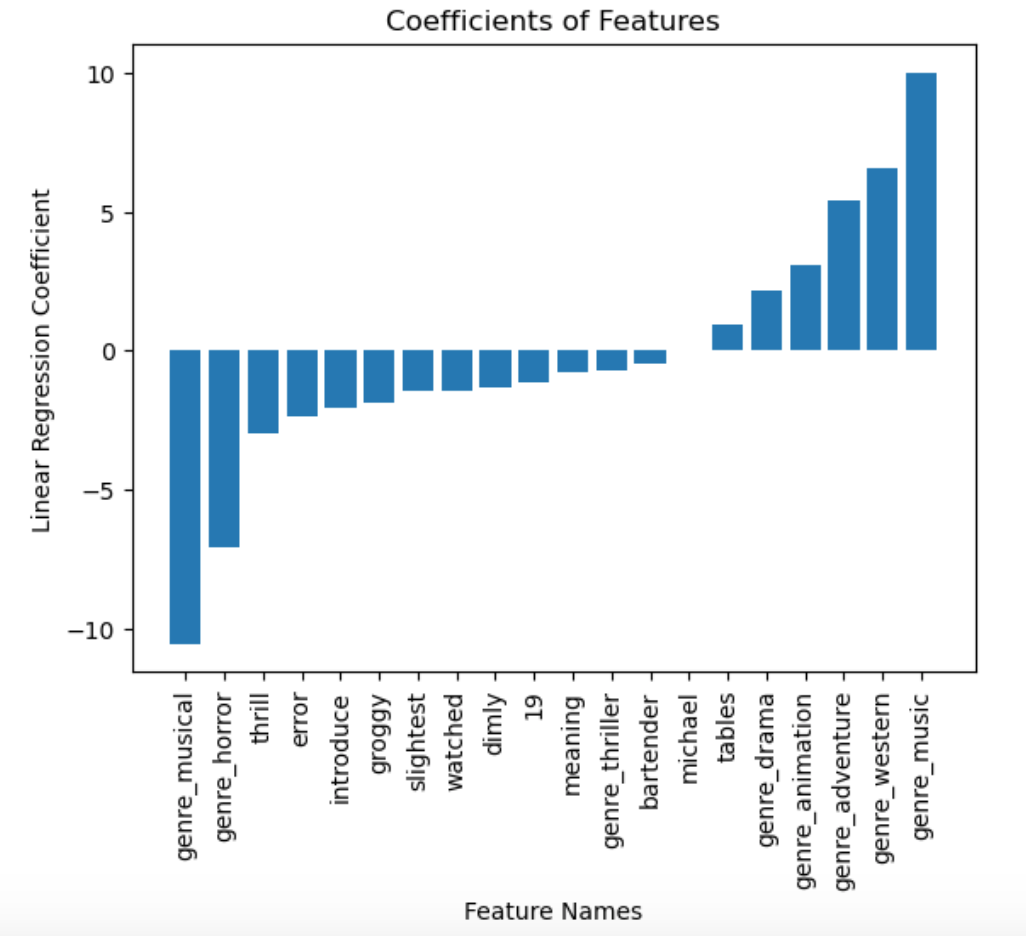 Coefficients of Features
Linear Regression Coefficient
10
5
0
−5
−10
genre_musical
genre_horror
thrill
error
introduce
groggy
slightest
watched
dimly
19
meaning
genre_thriller
bartender
michael
tables
genre_drama
genre_animation
genre_adventure
genre_western
genre_music
Feature Names